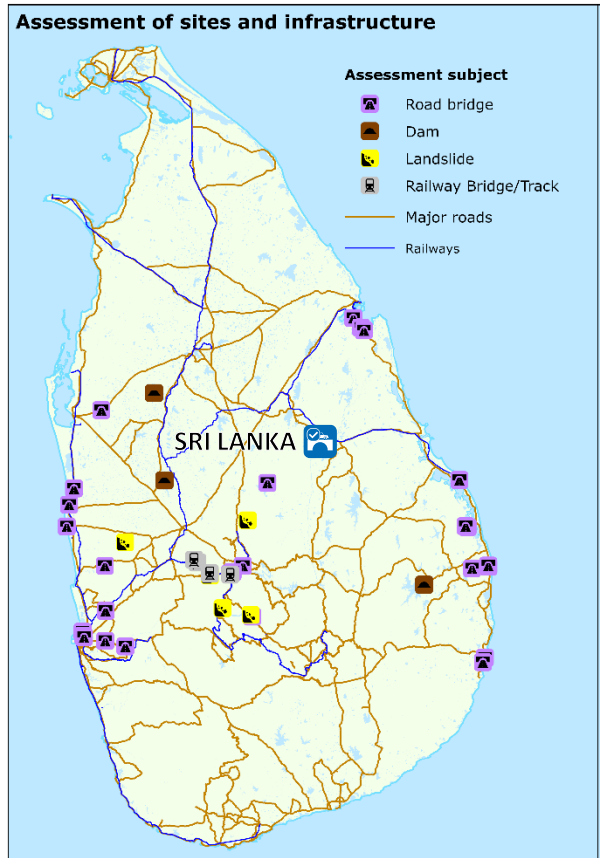 Assessment of sites and infrastructure
Assessment subject
Road bridge
Dam
Landslide
Railway Bridge/Track
Major roads
Railways
SRI LANKA